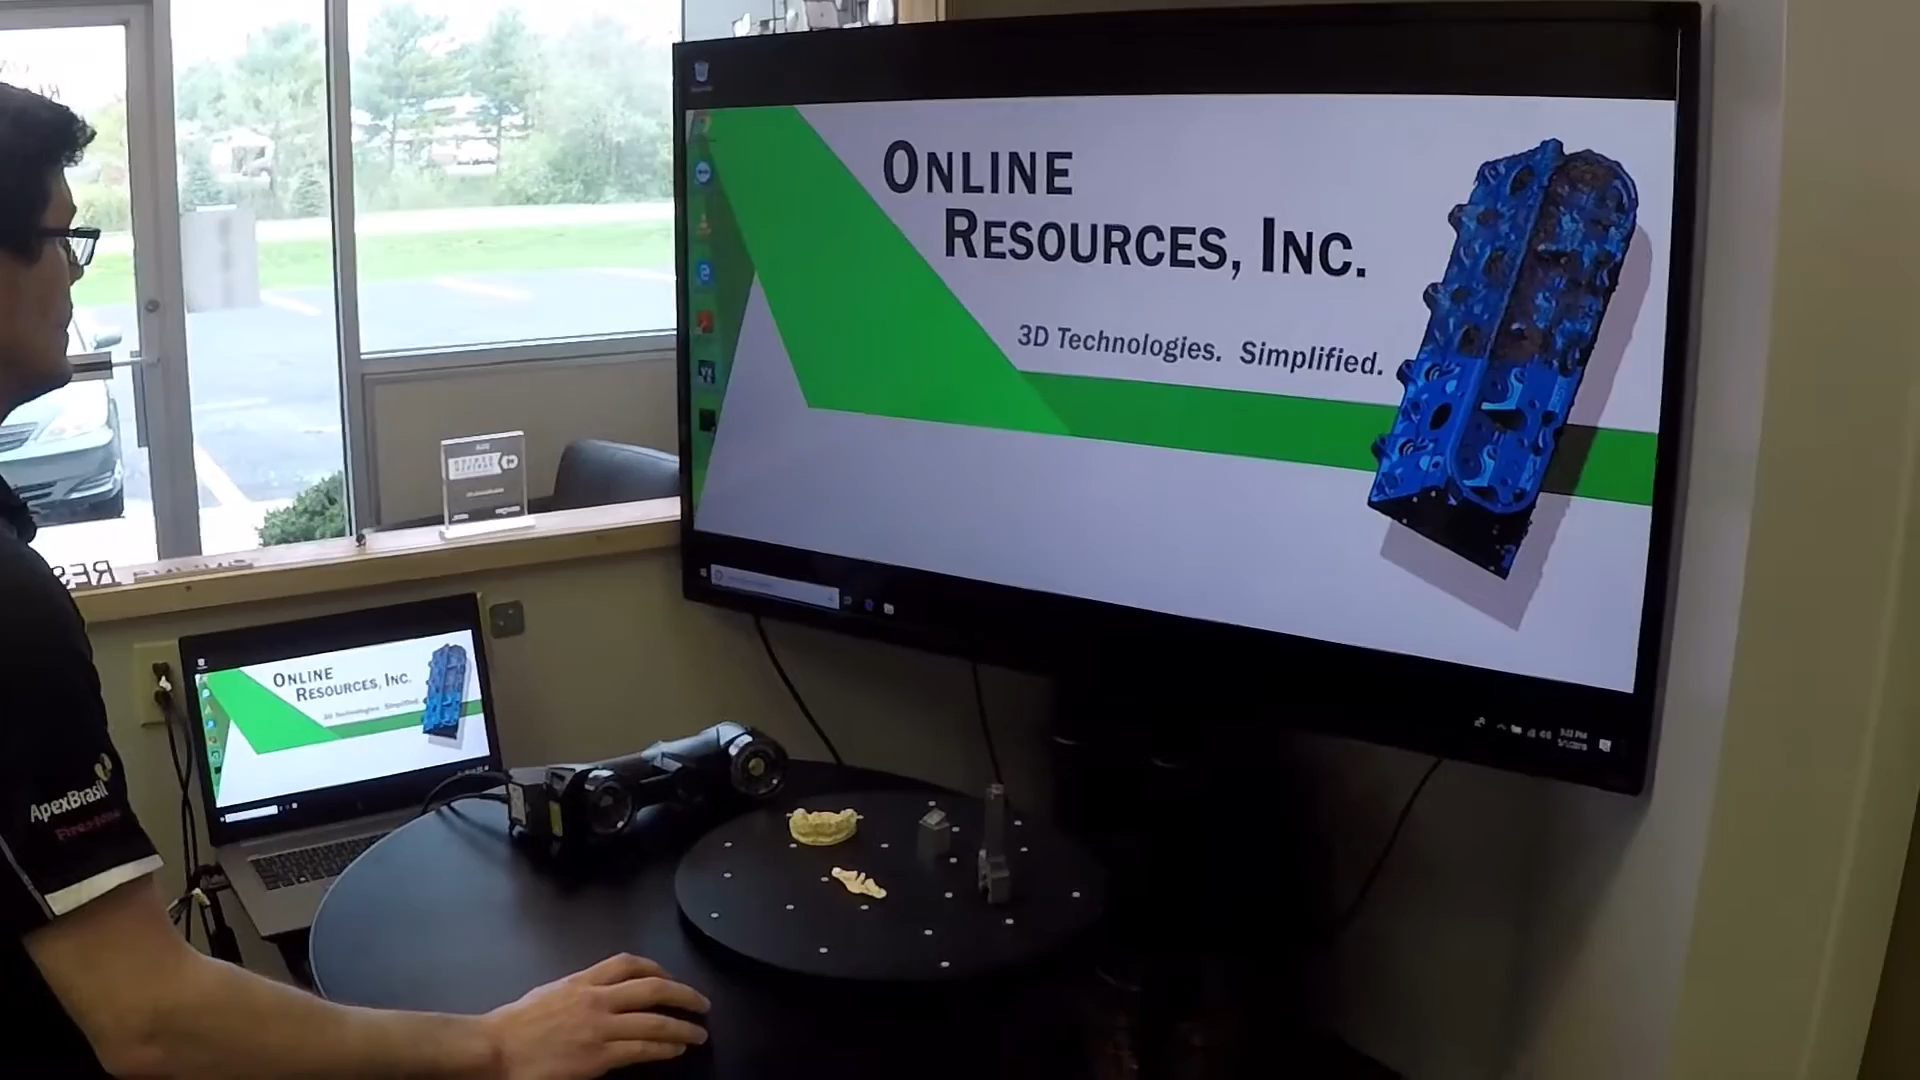 ONLINE
RESOURCES, INC.
3D Technologies. Simplified.
ONLINE
RESOURCES, INC.
3D Technologies. Simplified.
ApexBrasil